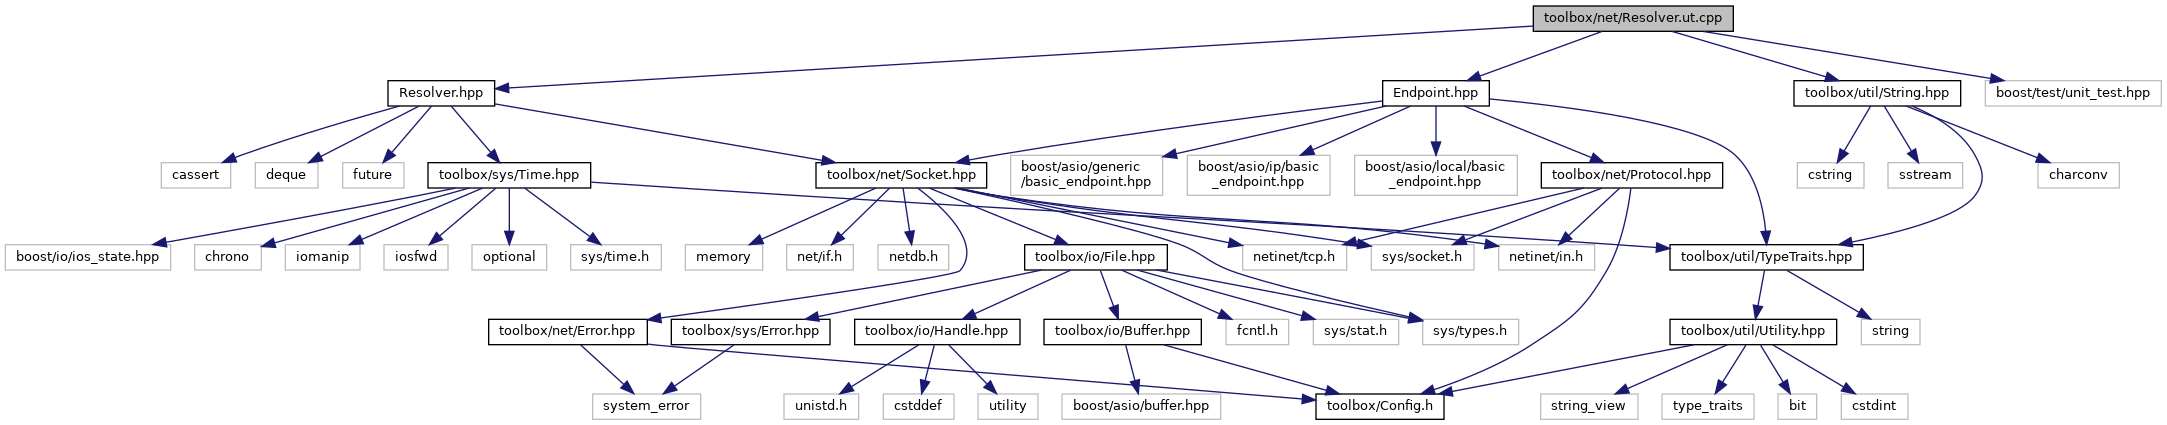 toolbox/net/Resolver.ut.cpp
Resolver.hpp
Endpoint.hpp
toolbox/util/String.hpp
boost/test/unit_test.hpp
cassert
deque
future
toolbox/sys/Time.hpp
toolbox/net/Socket.hpp
boost/asio/generic
/basic_endpoint.hpp
boost/asio/ip/basic
_endpoint.hpp
boost/asio/local/basic
_endpoint.hpp
toolbox/net/Protocol.hpp
cstring
sstream
charconv
boost/io/ios_state.hpp
chrono
iomanip
iosfwd
optional
sys/time.h
memory
net/if.h
netdb.h
toolbox/io/File.hpp
netinet/tcp.h
sys/socket.h
netinet/in.h
toolbox/util/TypeTraits.hpp
toolbox/net/Error.hpp
toolbox/sys/Error.hpp
toolbox/io/Handle.hpp
toolbox/io/Buffer.hpp
fcntl.h
sys/stat.h
sys/types.h
toolbox/util/Utility.hpp
string
system_error
unistd.h
cstddef
utility
boost/asio/buffer.hpp
toolbox/Config.h
string_view
type_traits
bit
cstdint